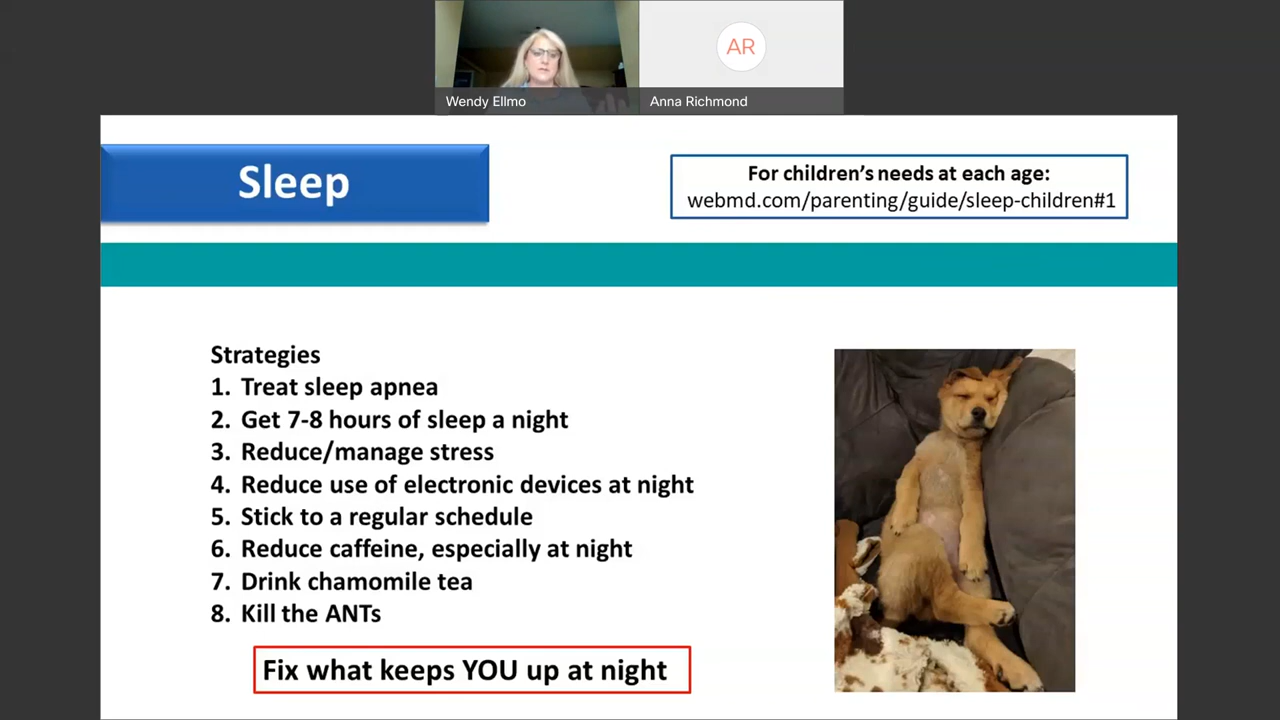 AR
Wendy Ellmo
Anna Richmond
Sleep
For children's needs at each age:
webmd.com/parenting/guide/sleep-children#1
Strategies
1. Treat sleep apnea
2. Get 7-8 hours of sleep a night
3. Reduce/manage stress
4. Reduce use of electronic devices at night
5. Stick to a regular schedule
6. Reduce caffeine, especially at night
7. Drink chamomile tea
8. Kill the ANTs
Fix what keeps YOU up at night